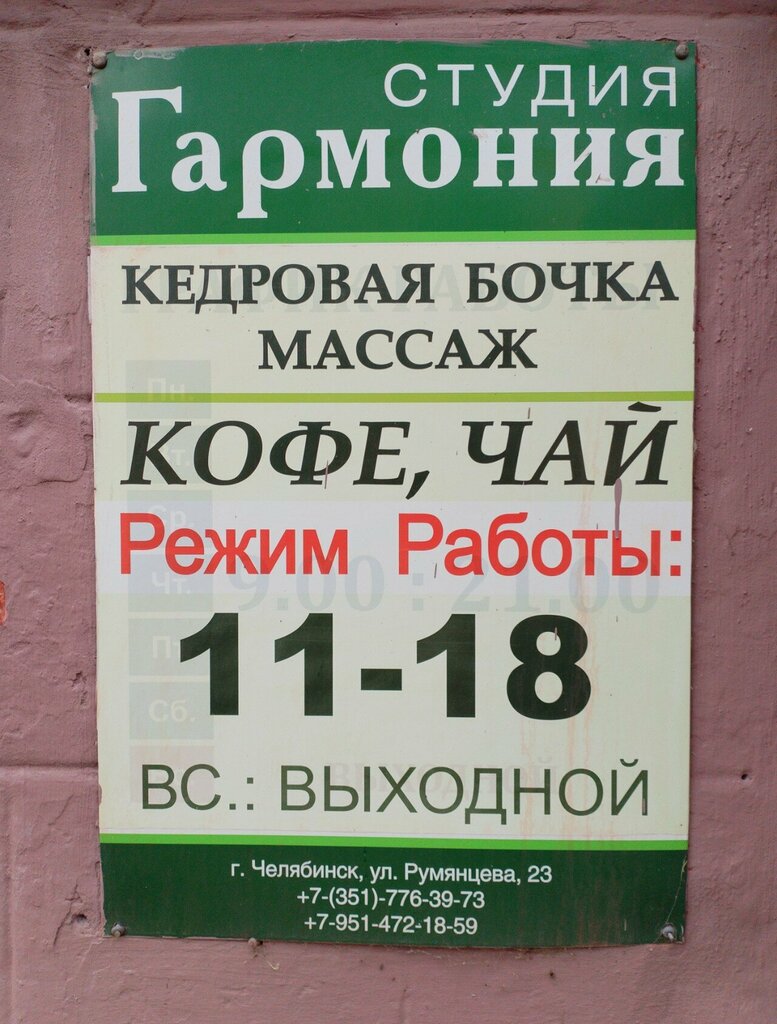 СТУДИЯ
Гармония
КЕДРОВАЯ БОЧКА
МАССАЖ
КОФЕ, ЧАЙ
Режим Работы:
11-18
ВС.: ВЫХОДНОЙ
г. Челябинск, ул. Румянцева, 23
+7-(351)-776-39-73
+7-951-472-18-59